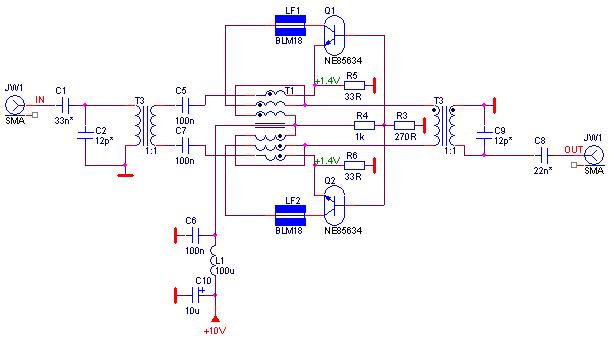 LF1
Q1
BLM18
NE85634
JW1
IN
C1
T3
C5
T1
+1.4V
R5
33R
T3
SMA
33n*
C2
12p*
100n
C7
R4
R3
C9
12p*
C8
OUT
JW1
1:1
100n
1k
270R
1:1
22n*
SMA
+1.4V
R6
33R
Q2
LF2
BLM18
NE85634
C6
100n
L1
100u
C10
+
10u
+10V